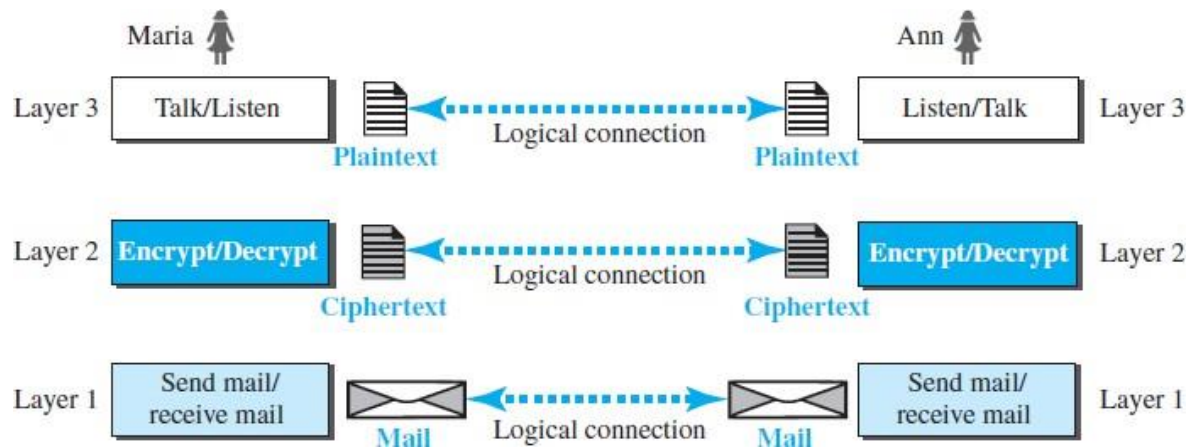 Maria
Ann
Layer 3
Talk/Listen
Logical connection
Listen/Talk
Layer 3
Plaintext
Plaintext
Layer 2
Encrypt/Decrypt
Logical connection
Encrypt/Decrypt
Layer 2
Ciphertext
Ciphertext
Layer 1
Send mail/
receive mail
Logical connection
Send mail/
receive mail
Layer 1
Mail
Mail